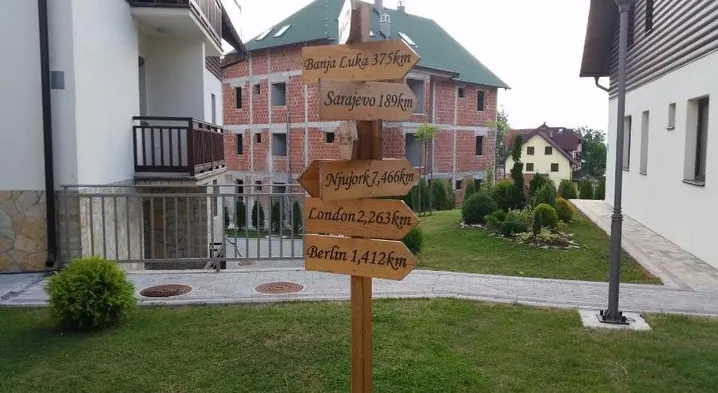 Banja Luka 375km
Sarajevo 189km
Njujork 7,466km
London 2,263km
Berlin 1,412km